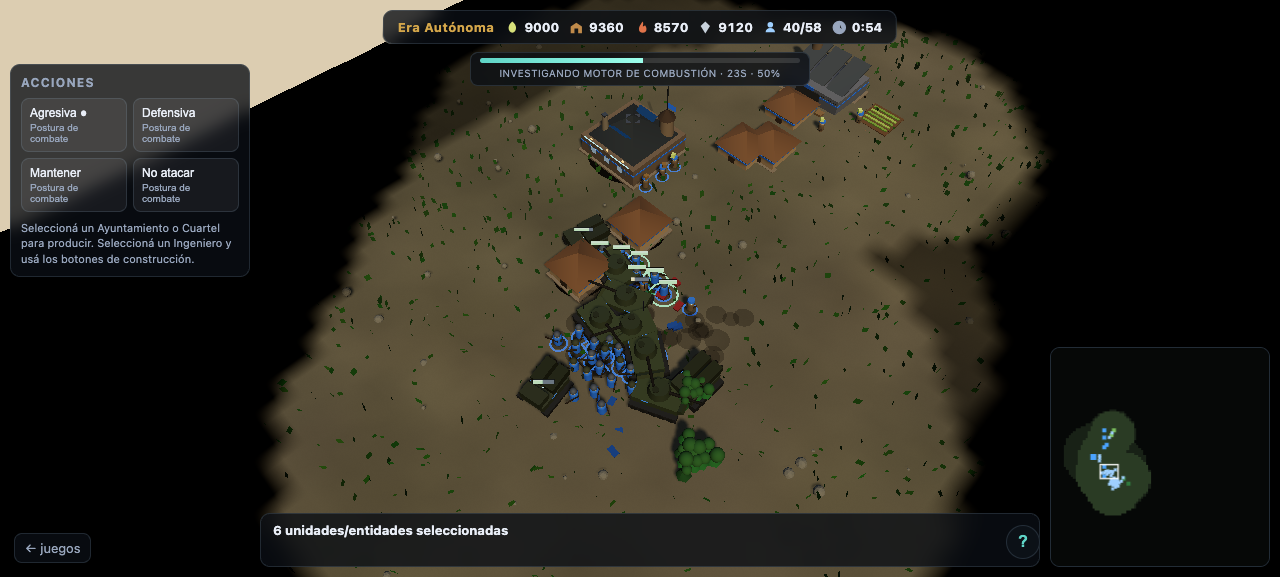 Era Autónoma 9000 9360 8570 9120 40/58 0:54
INVESTIGANDO MOTOR DE COMBUSTIÓN · 23S · 50%
ACCIONES
Agresiva
Postura de
combate
Defensiva
Postura de
combate
Mantener
Postura de
combate
No atacar
Postura de
combate
Seleccioná un Ayuntamiento o Cuartel
para producir. Seleccioná un Ingeniero y
usá los botones de construcción.
6 unidades/entidades seleccionadas
?
← juegos